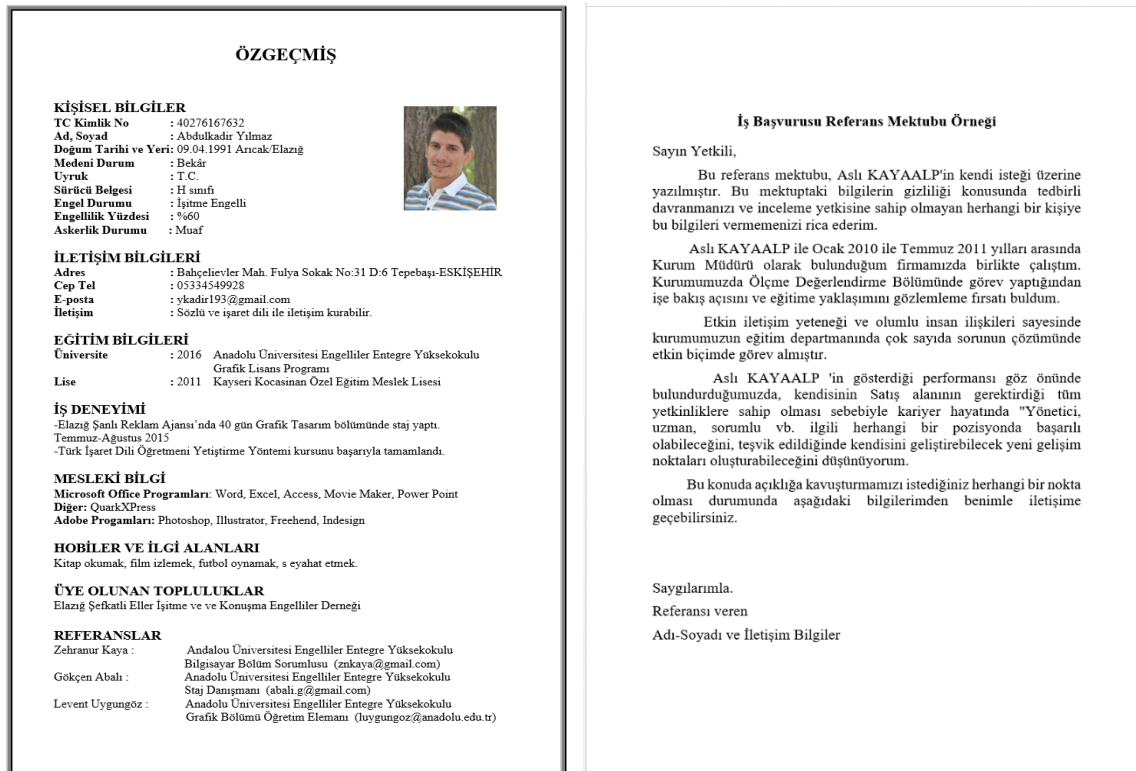 ÖZGEÇMİŞ
KİŞİSEL BİLGİLER
TC Kimlik No : 40276167632
Ad, Soyad : Abdulkadir Yılmaz
Doğum Tarihi ve Yeri: 09.04.1991 Arıcak/Elazığ
Medeni Durum : Bekâr
Uyruk : T.C.
Sürücü Belgesi : H sınıfı
Engel Durumu : İşitme Engelli
Engellilik Yüzdesi : %60
Askerlik Durumu : Muaf
İLETİŞİM BİLGİLERİ
Adres : Bahçelievler Mah. Fulya Sokak No:31 D:6 Tepebaşı-ESKİŞEHİR
Cep Tel : 05334549928
E-posta : ykadir193@gmail.com
İletişim : Sözlü ve işaret dili ile iletişim kurabilir.
EĞİTİM BİLGİLERİ
Üniversite : 2016 Anadolu Üniversitesi Engelliler Entegre Yüksekokulu
Grafik Lisans Programı
Lise : 2011 Kayseri Kocasinan Özel Eğitim Meslek Lisesi
İŞ DENEYİMİ
-Elazığ Şanlı Reklam Ajansı’nda 40 gün Grafik Tasarım bölümünde staj yaptı.
Temmuz-Ağustos 2015
-Türk İşaret Dili Öğretmeni Yetiştirme Yöntemi kursunu başarıyla tamamlandı.
MESLEKİ BİLGİ
Microsoft Office Programları: Word, Excel, Access, Movie Maker, Power Point
Diğer: QuarkXPress
Adobe Progamları: Photoshop, Illustrator, Freehend, Indesign
HOBİLER VE İLGİ ALANLARI
Kitap okumak, film izlemek, futbol oynamak, s eyahat etmek.
ÜYE OLUNAN TOPLULUKLAR
Elazığ Şefkatli Eller İşitme ve ve Konuşma Engelliler Derneği
REFERANSLAR
Zehranur Kaya : Andalou Üniversitesi Engelliler Entegre Yüksekokulu
Bilgisayar Bölüm Sorumlusu (znkaya@gmail.com)
Gökçen Abalı : Anadolu Üniversitesi Engelliler Entegre Yüksekokulu
Staj Danışmanı (abali.g@gmail.com)
Levent Uygungöz : Anadolu Üniversitesi Engelliler Entegre Yüksekokulu
Grafik Bölümü Öğretim Elemanı (luygungoz@anadolu.edu.tr)
İş Başvurusu Referans Mektubu Örneği
Sayın Yetkili,
Bu referans mektubu, Aslı KAYAALP'in kendi isteği üzerine
yazılmıştır. Bu mektuptaki bilgilerin gizliliği konusunda tedbirli
davranmanızı ve inceleme yetkisine sahip olmayan herhangi bir kişiye
bu bilgileri vermemenizi rica ederim.
Aslı KAYAALP ile Ocak 2010 ile Temmuz 2011 yılları arasında
Kurum Müdürü olarak bulunduğum firmamızda birlikte çalıştım.
Kurumumuzda Ölçme Değerlendirme Bölümünde görev yaptığından
işe bakış açısını ve eğitime yaklaşımını gözlemleme fırsatı buldum.
Etkin iletişim yeteneği ve olumlu insan ilişkileri sayesinde
kurumumuzun eğitim departmanında çok sayıda sorunun çözümünde
etkin biçimde görev almıştır.
Aslı KAYAALP 'in gösterdiği performansı göz önünde
bulundurduğumuzda, kendisinin Satış alanının gerektirdiği tüm
yetkinliklere sahip olması sebebiyle kariyer hayatında "Yönetici,
uzman, sorumlu vb. ilgili herhangi bir pozisyonda başarılı
olabileceğini, teşvik edildiğinde kendisini geliştirebilecek yeni gelişim
noktaları oluşturabileceğini düşünüyorum.
Bu konuda açıklığa kavuşturmamızı istediğiniz herhangi bir nokta
olması durumunda aşağıdaki bilgilerimden benimle iletişime
geçebilirsiniz.
Saygılarımla.
Referansı veren
Adı-Soyadı ve İletişim Bilgiler